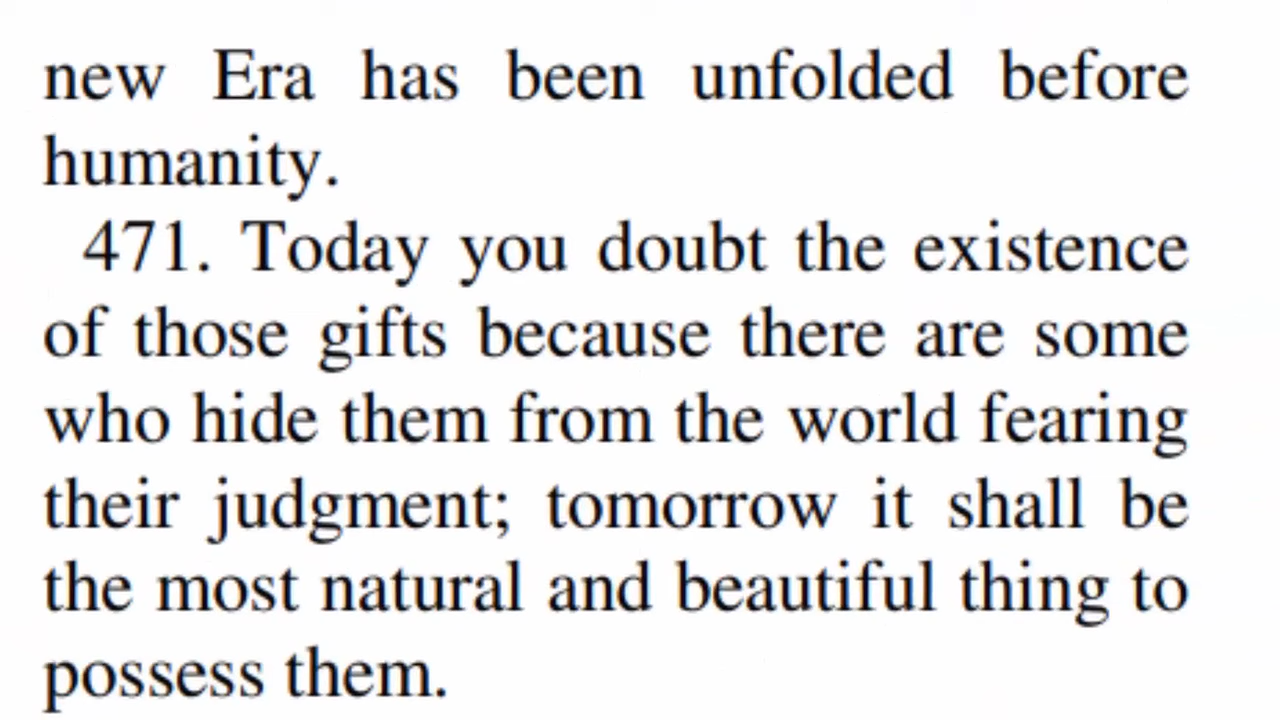 new Era has been unfolded before
humanity.
471. Today you doubt the existence
of those gifts because there are some
who hide them from the world fearing
their judgment; tomorrow it shall be
the most natural and beautiful thing to
possess them.